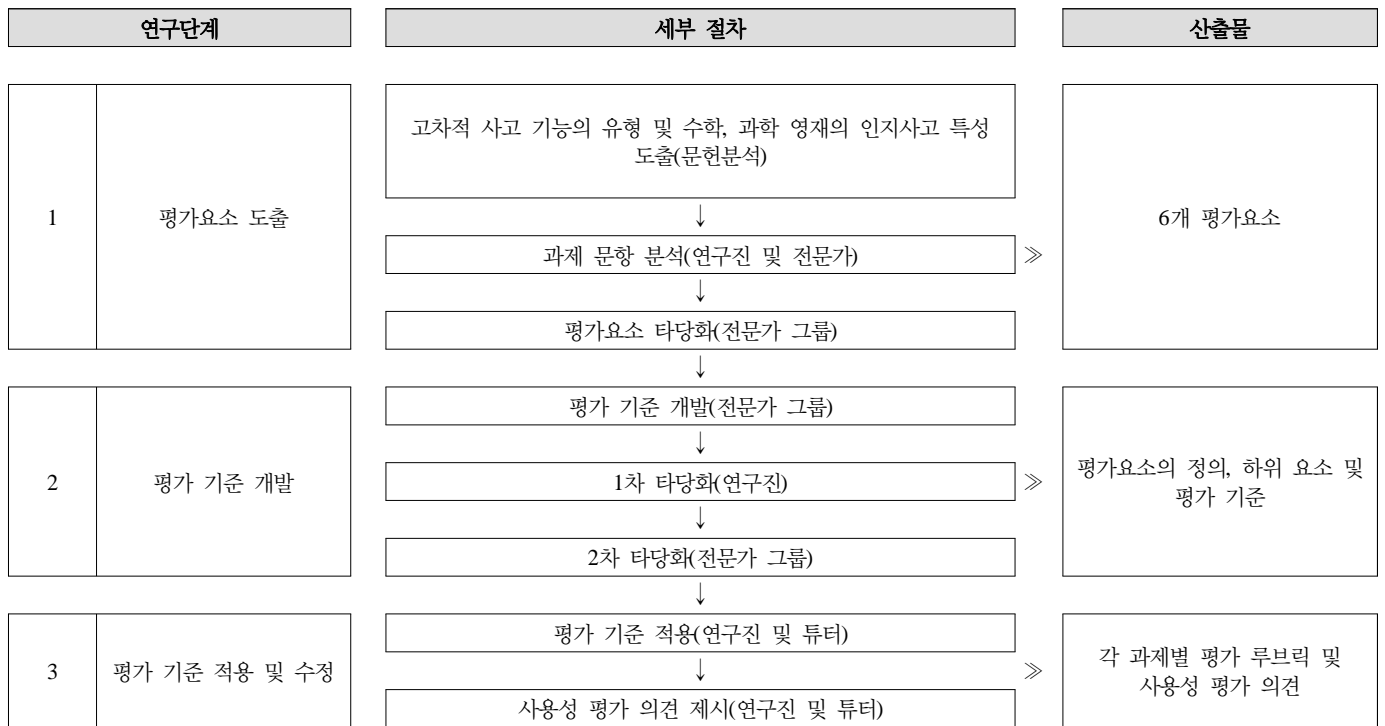 연구단계
세부 절차
산출물
1
평가요소 도출
고차적 사고 기능의 유형 및 수학, 과학 영재의 인지사고 특성
도출(문헌분석)
↓
과제 문항 분석(연구진 및 전문가)
↓
평가요소 타당화(전문가 그룹)
≫
6개 평가요소
↓
2
평가 기준 개발
평가 기준 개발(전문가 그룹)
↓
1차 타당화(연구진)
↓
2차 타당화(전문가 그룹)
≫
평가요소의 정의, 하위 요소 및
평가 기준
↓
3
평가 기준 적용 및 수정
평가 기준 적용(연구진 및 튜터)
↓
사용성 평가 의견 제시(연구진 및 튜터)
≫
각 과제별 평가 루브릭 및
사용성 평가 의견